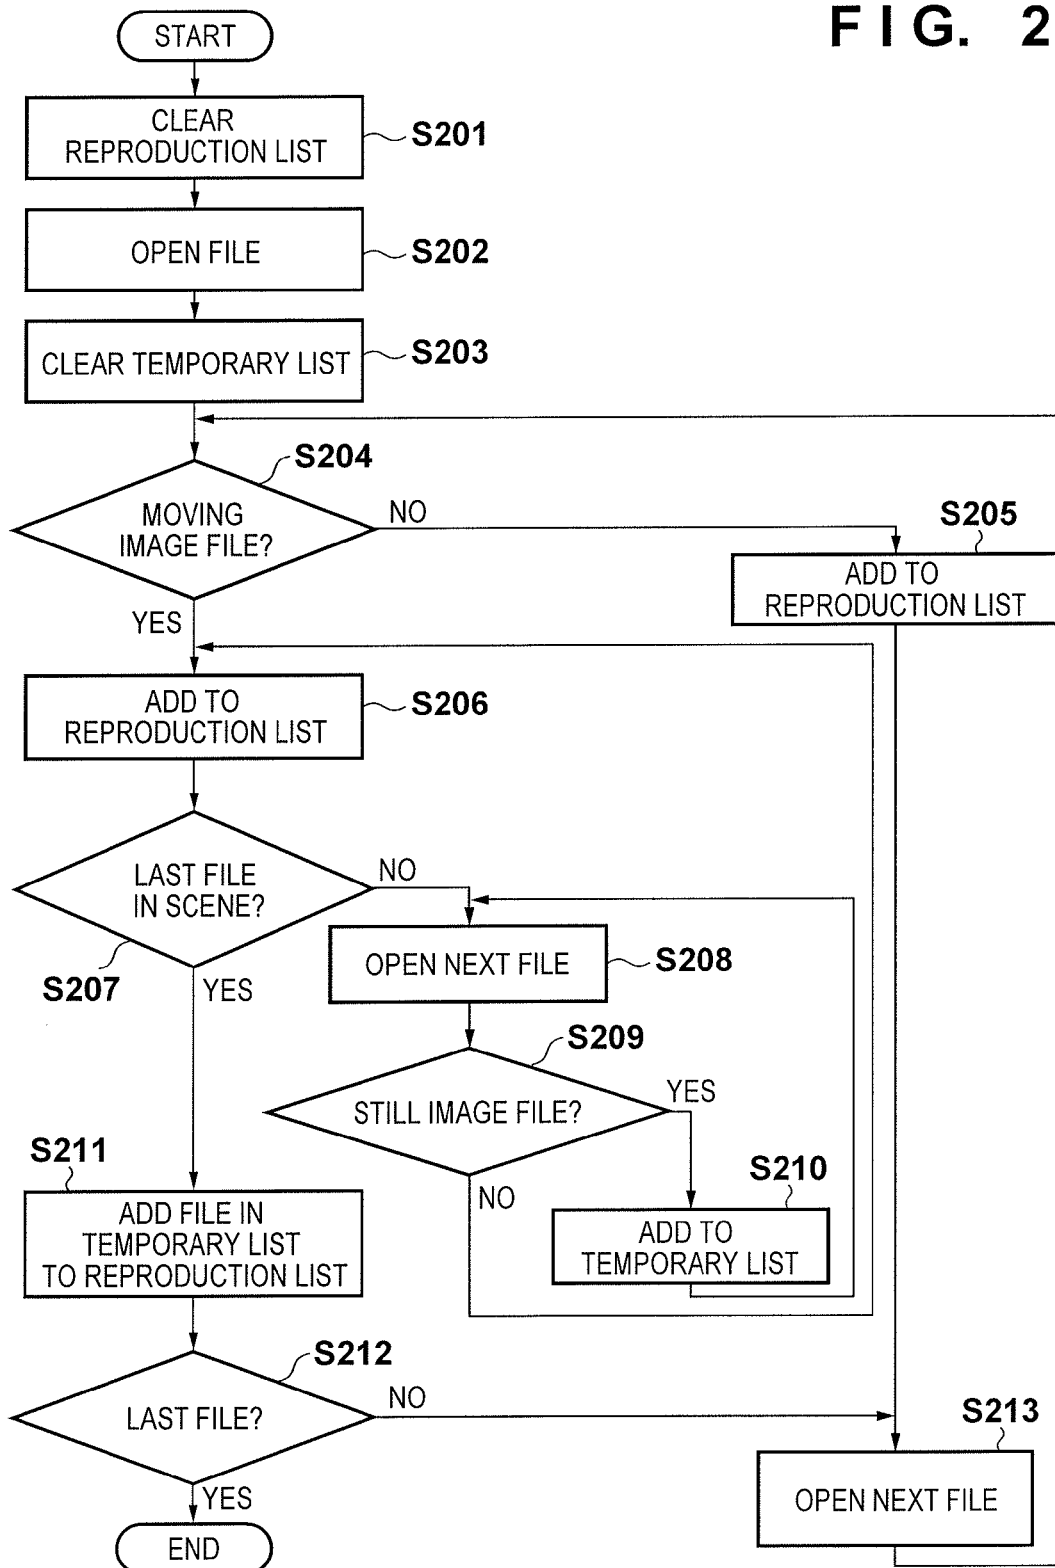 FIG. 2
START
CLEAR
REPRODUCTION LIST
S201
OPEN FILE
S202
CLEAR TEMPORARY LIST
S203
S204
MOVING
IMAGE FILE?
NO
S205
ADD TO
REPRODUCTION LIST
YES
ADD TO
REPRODUCTION LIST
S206
LAST FILE
IN SCENE?
NO
S207
YES
OPEN NEXT FILE
S208
S209
STILL IMAGE FILE?
YES
NO
S210
ADD TO
TEMPORARY LIST
S211
ADD FILE IN
TEMPORARY LIST
TO REPRODUCTION LIST
S212
LAST FILE?
NO
S213
OPEN NEXT FILE
YES
END